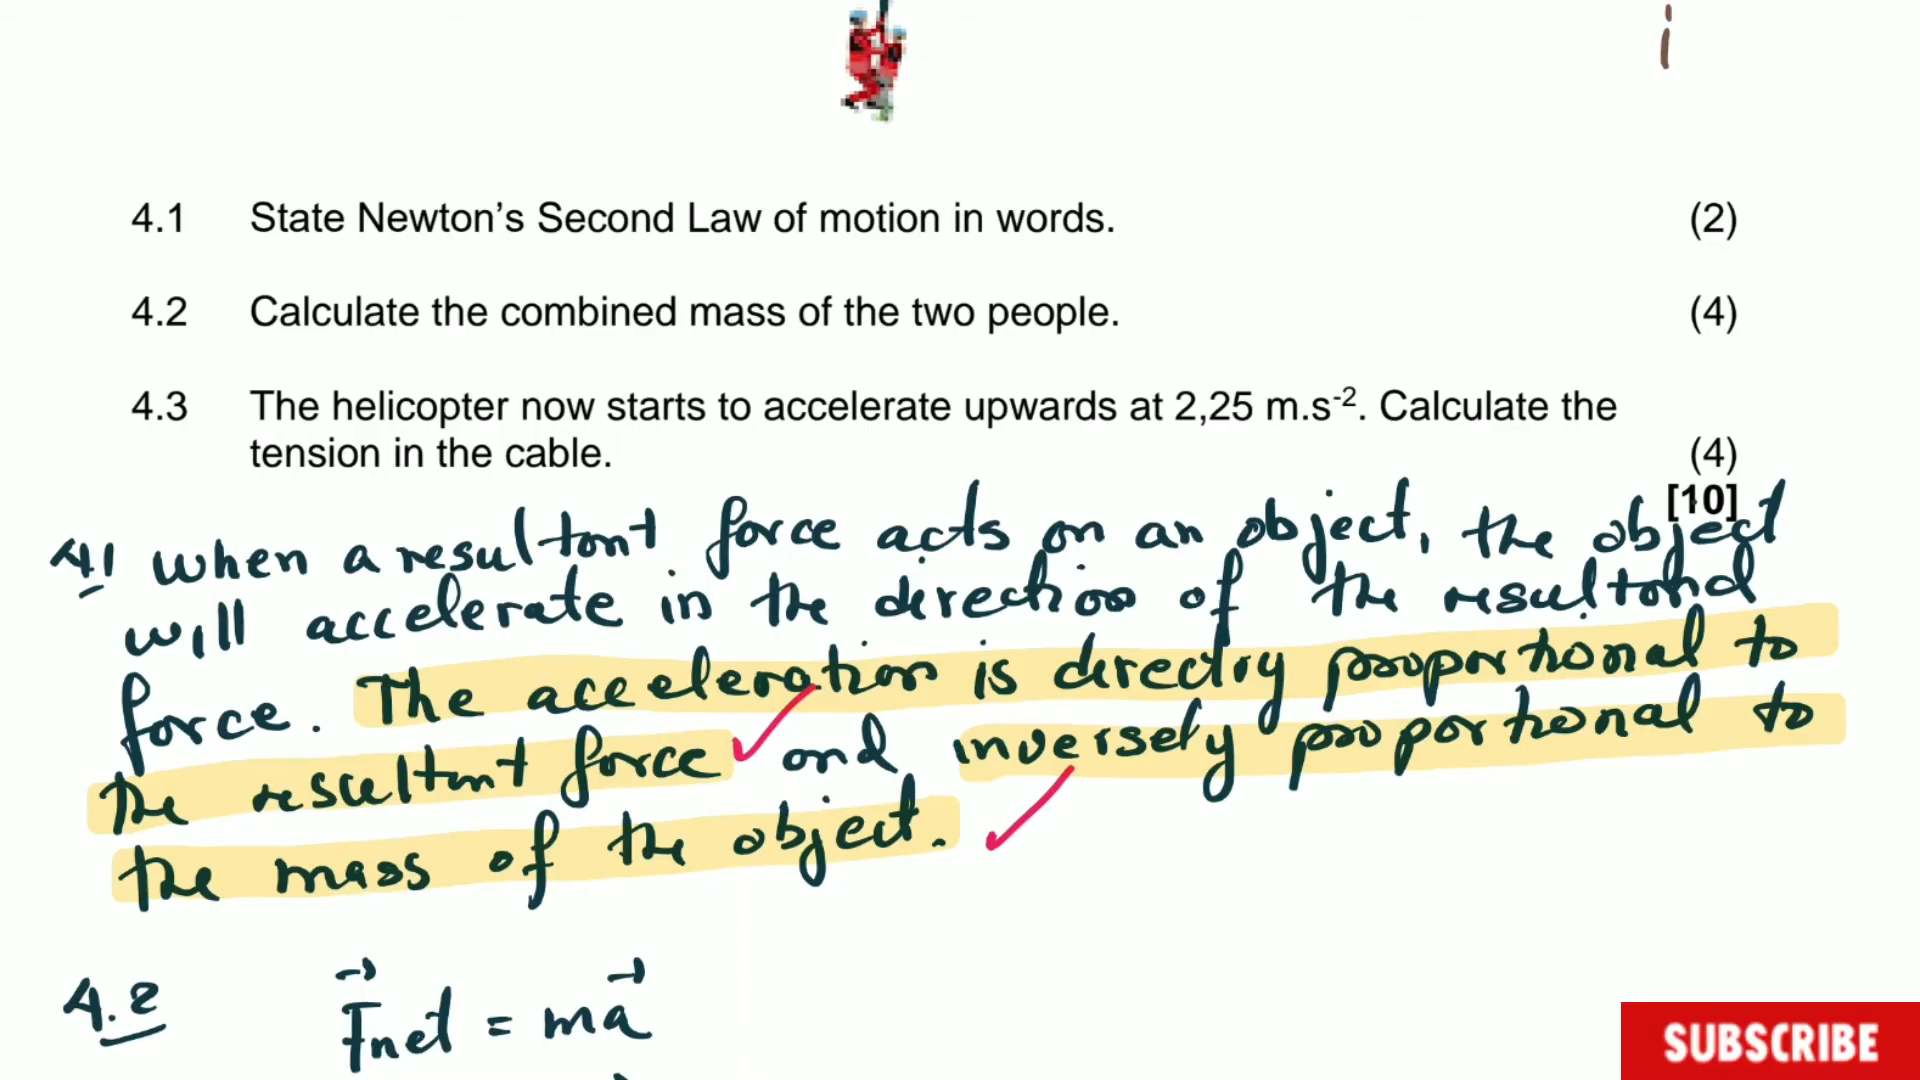 i
4.1 State Newton's Second Law of motion in words. (2)
4.2 Calculate the combined mass of the two people. (4)
4.3 The helicopter now starts to accelerate upwards at 2,25 m.s-2. Calculate the
tension in the cable. (4)
[10]
4.1 When a resultant force acts on an object, the object
will accelerate in the direction of the resultant
force. The acceleration is directly proportional to
the resultant force and inversely proportional to
the mass of the object.
4.2 Fnet = ma
SUBSCRIBE